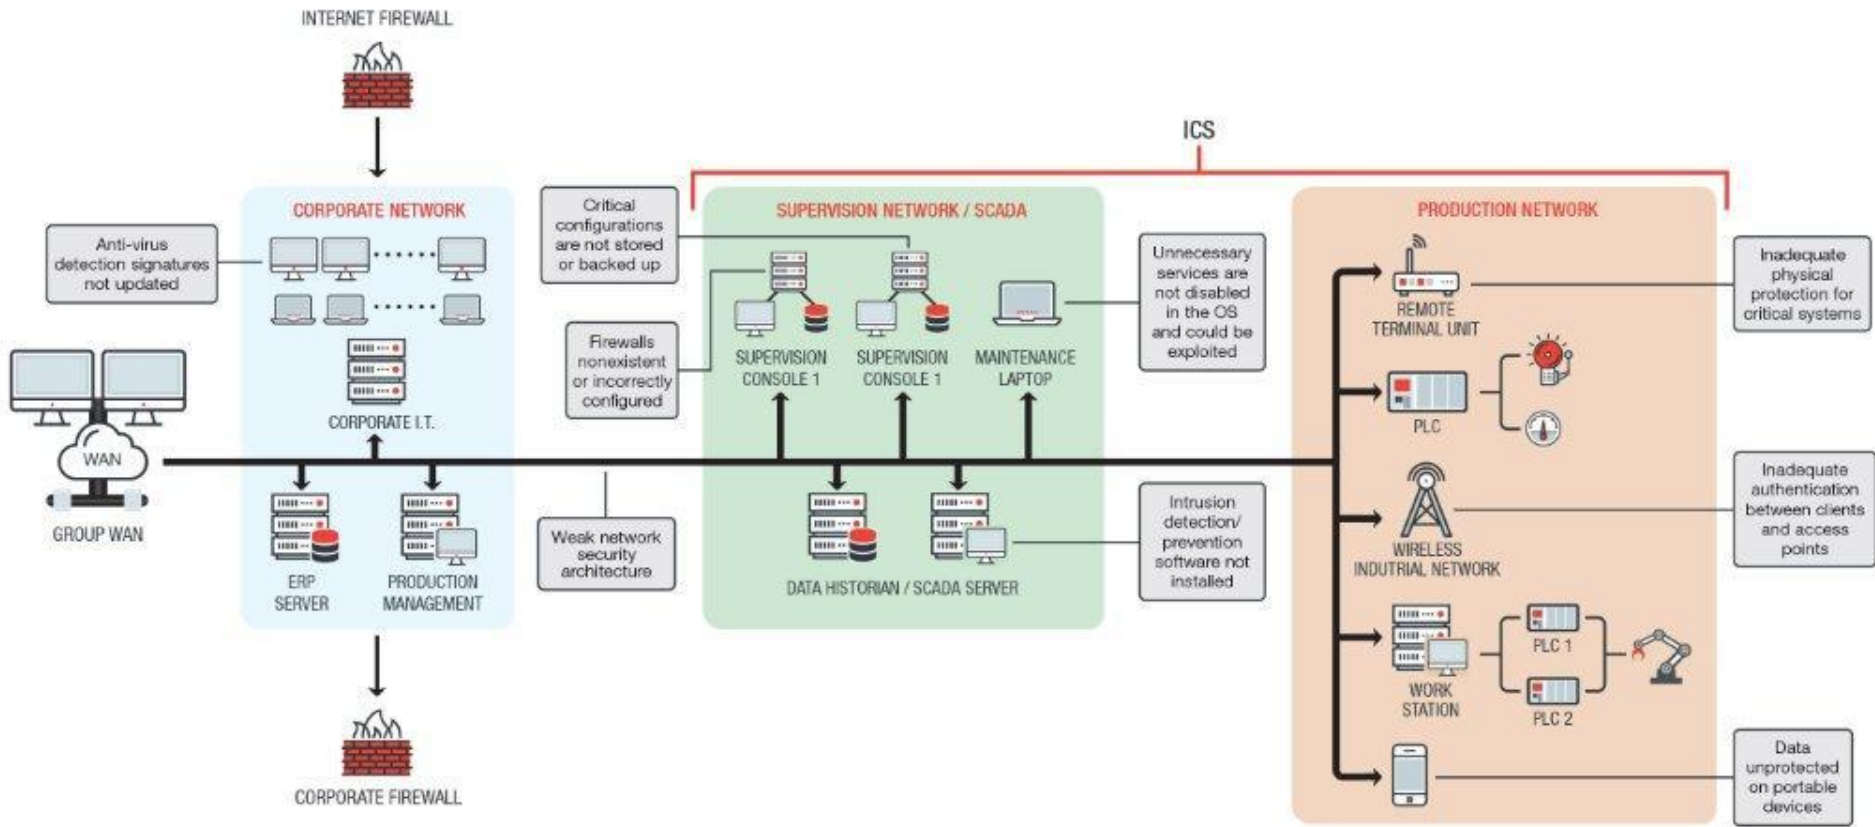 INTERNET FIREWALL
ICS
CORPORATE NETWORK
Anti-virus
detection signatures
not updated
CORPORATE I.T.
WAN
GROUP WAN
ERP
SERVER
PRODUCTION
MANAGEMENT
CORPORATE FIREWALL
Critical
configurations
are not stored
or backed up
Firewalls
nonexistent
or incorrectly
configured
Weak network
security
architecture
SUPERVISION NETWORK / SCADA
SUPERVISION
CONSOLE 1
SUPERVISION
CONSOLE 1
MAINTENANCE
LAPTOP
DATA HISTORIAN / SCADA SERVER
Unnecessary
services are
not disabled
in the OS
and could be
exploited
Intrusion
detection/
prevention
software not
installed
PRODUCTION NETWORK
REMOTE
TERMINAL UNIT
PLC
WIRELESS
INDUTRIAL NETWORK
WORK
STATION
PLC 1
PLC 2
Inadequate
physical
protection for
critical systems
Inadequate
authentication
between clients
and access
points
Data
unprotected
on portable
devices